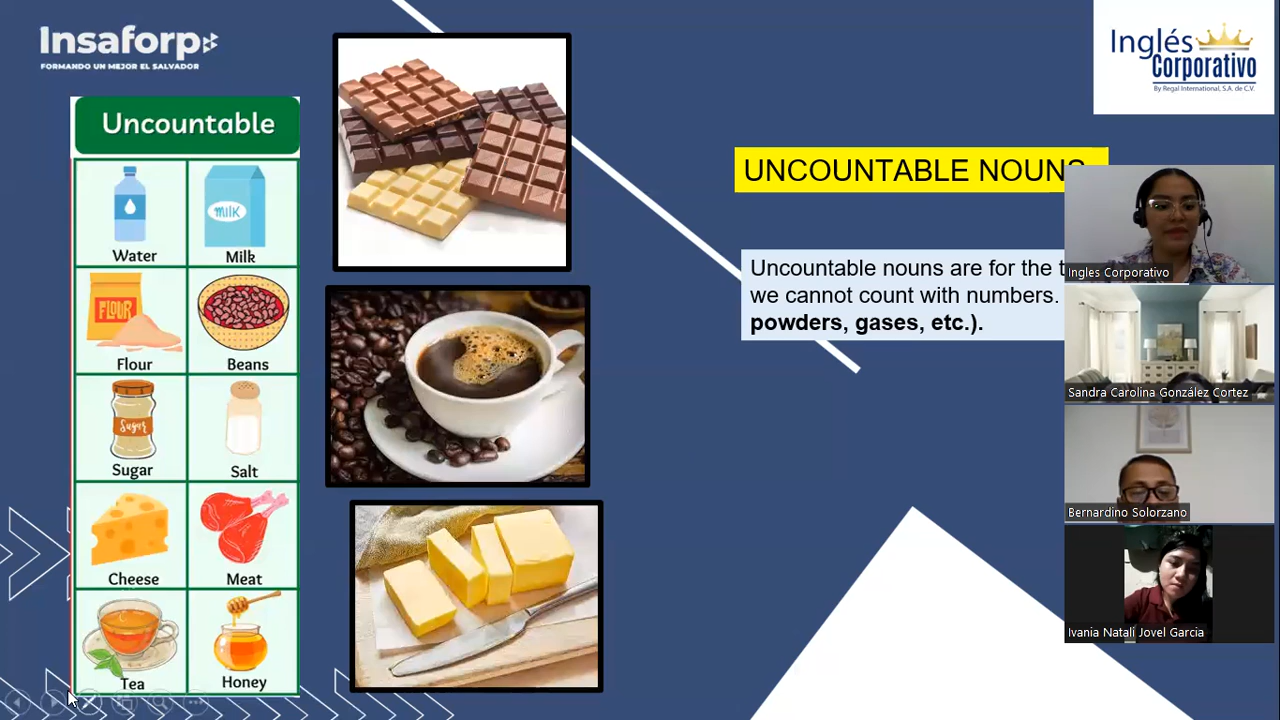 Insaforp
FORMANDO UN MEJOR EL SALVADOR
Inglés
Corporativo
By Regal International, S.A. de C.V.
Uncountable
Water
Milk
MILK
FLOUR
Flour
Beans
Sugar
Sugar
Salt
Cheese
Meat
Tea
Honey
UNCOUNTABLE NOUNS
Uncountable nouns are for the t
we cannot count with numbers.
powders, gases, etc.).
Ingles Corporativo
Sandra Carolina González Cortez
Bernardino Solorzano
Ivania Natalí Jovel Garcia